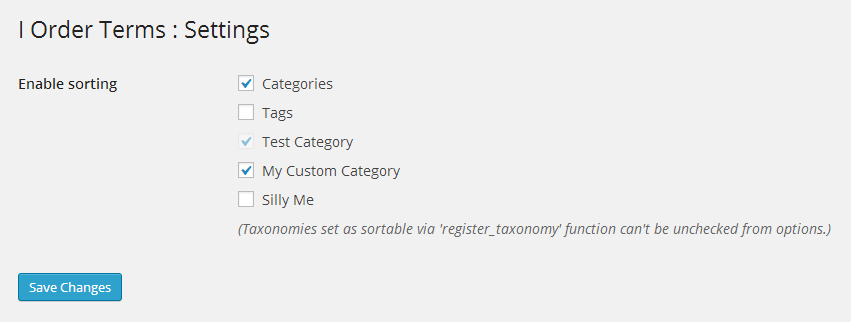 I Order Terms : Settings
Enable sorting
Categories
Tags
Test Category
My Custom Category
Silly Me
(Taxonomies set as sortable via 'register_taxonomy' function can't be unchecked from options.)
Save Changes